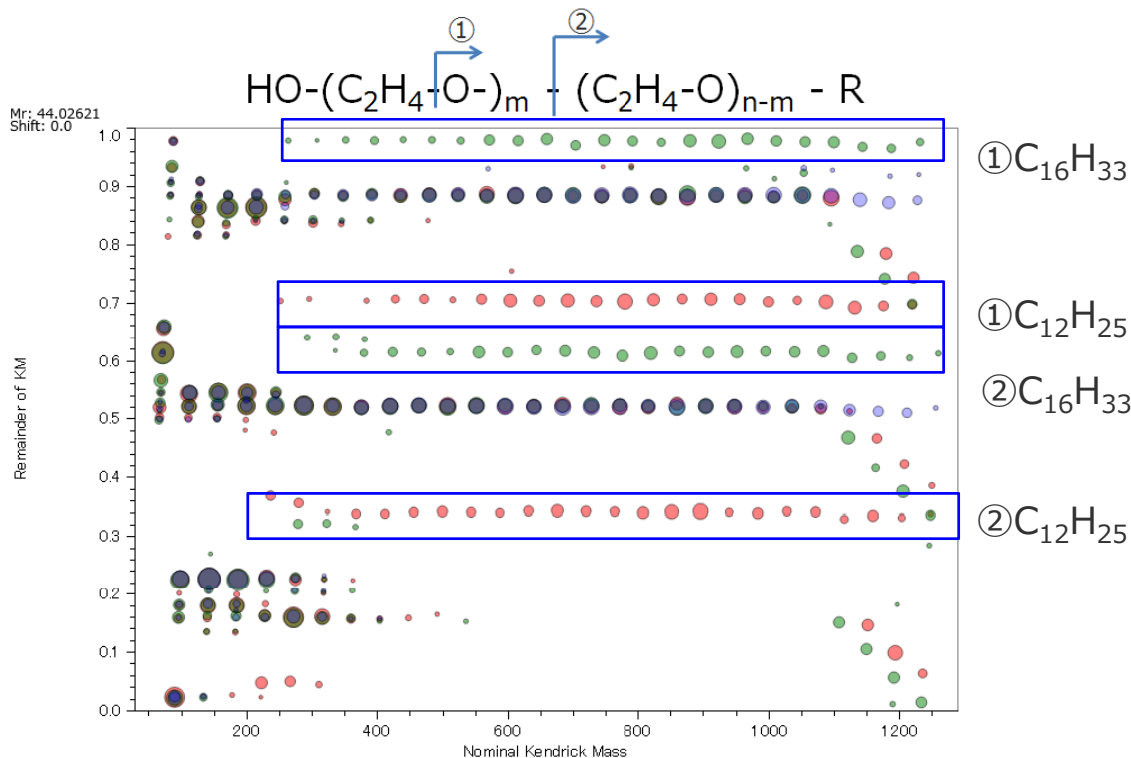 ① ②
HO-(C₂H₄-O-)ₘ - (C₂H₄-O)ₙ₋ₘ - R
Mr: 44.02621
Shift: 0.0
1.0
0.9
0.8
0.7
0.6
0.5
0.4
0.3
0.2
0.1
0.0
Remainder of KM
①C₁₆H₃₃
①C₁₂H₂₅
②C₁₆H₃₃
②C₁₂H₂₅
200 400 600 800 1000 1200
Nominal Kendrick Mass